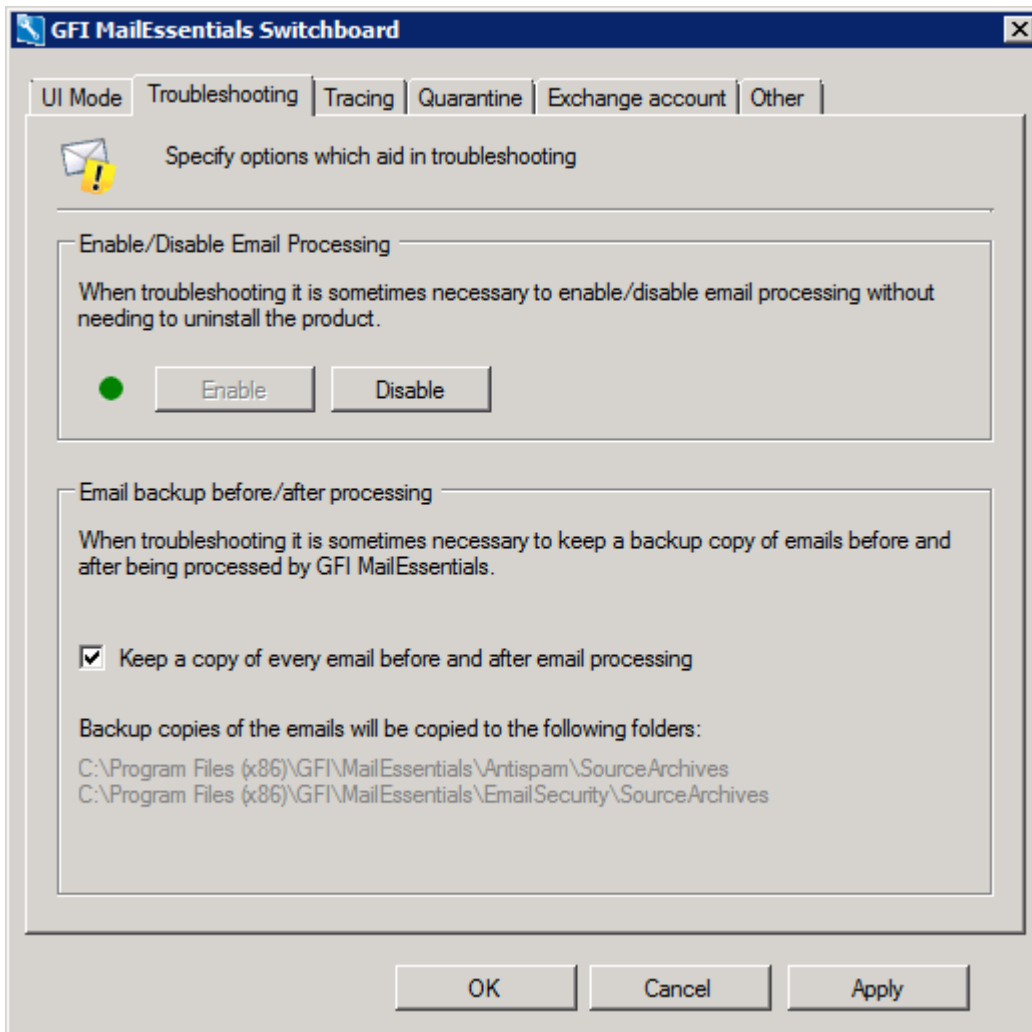 GFI MailEssentials Switchboard
UI Mode
Troubleshooting
Tracing
Quarantine
Exchange account
Other
Specify options which aid in troubleshooting
Enable/Disable Email Processing
When troubleshooting it is sometimes necessary to enable/disable email processing without
needing to uninstall the product.
Enable
Disable
Email backup before/after processing
When troubleshooting it is sometimes necessary to keep a backup copy of emails before and
after being processed by GFI MailEssentials.
Keep a copy of every email before and after email processing
Backup copies of the emails will be copied to the following folders:
C:\Program Files (x86)\GFI\MailEssentials\Antispam\SourceArchives
C:\Program Files (x86)\GFI\MailEssentials\EmailSecurity\SourceArchives
OK
Cancel
Apply